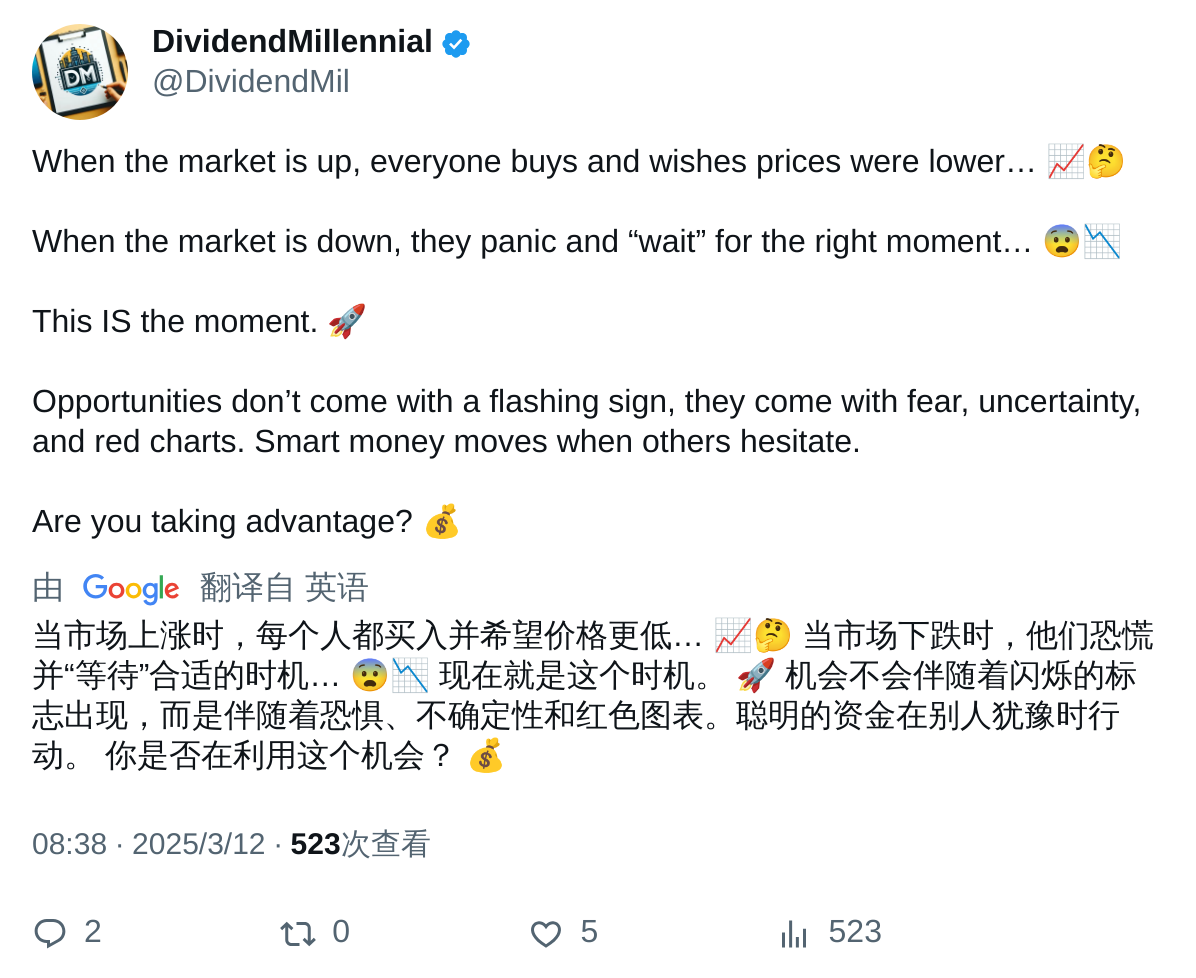 DM
DividendMillennial
@DividendMil
When the market is up, everyone buys and wishes prices were lower… 📈🤔
When the market is down, they panic and “wait” for the right moment… 😨📉
This IS the moment. 🚀
Opportunities don’t come with a flashing sign, they come with fear, uncertainty,
and red charts. Smart money moves when others hesitate.
Are you taking advantage? 💰
由 Google 翻译自 英语
当市场上涨时，每个人都买入并希望价格更低… 📈🤔 当市场下跌时，他们恐慌
并“等待”合适的时机… 😨📉 现在就是这个时机。 🚀 机会不会伴随着闪烁的标
志出现，而是伴随着恐惧、不确定性和红色图表。聪明的资金在别人犹豫时行
动。 你是否在利用这个机会？ 💰
08:38 · 2025/3/12 · 523次查看
2 0 5 523